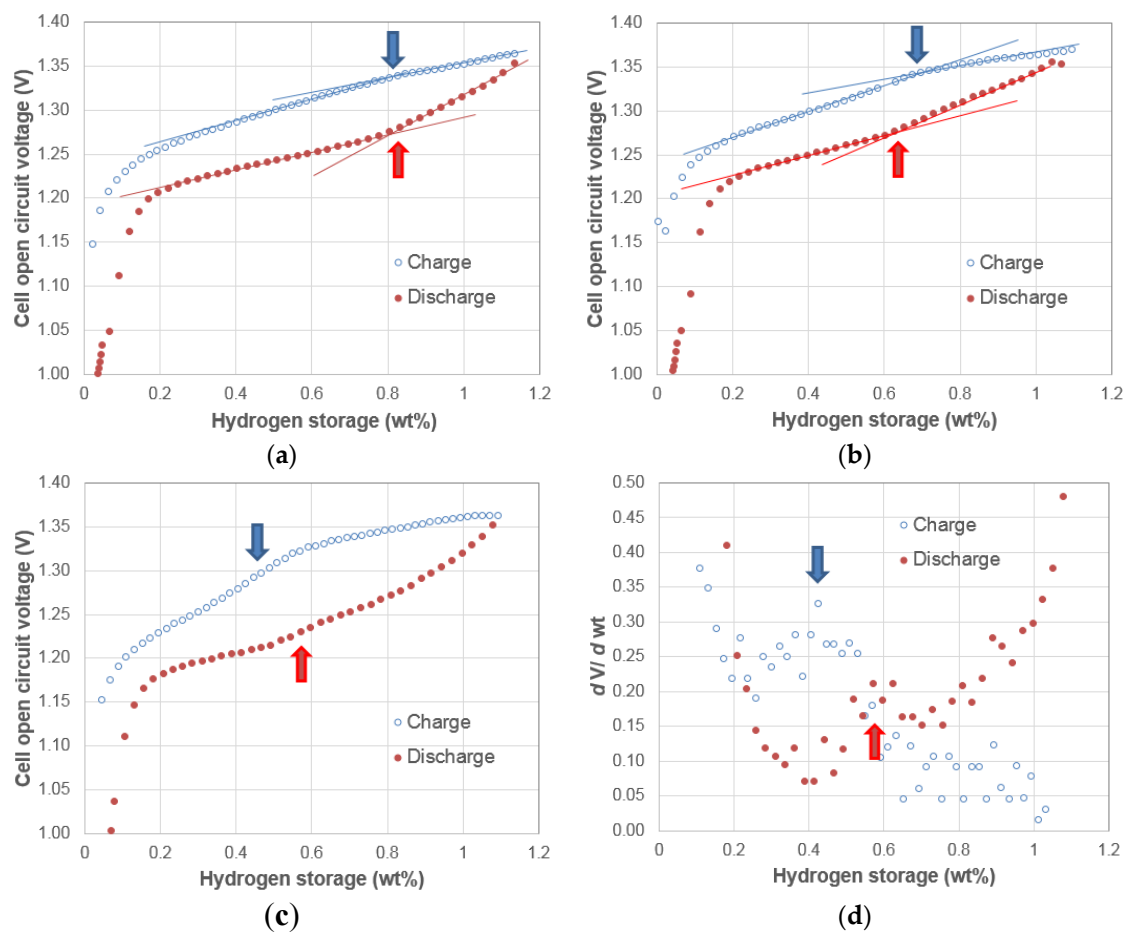 1.40
1.35
1.30
1.25
1.20
1.15
1.10
1.05
1.00
Cell open circuit voltage (V)
Charge
Discharge
0 0.2 0.4 0.6 0.8 1 1.2
Hydrogen storage (wt%)
(a)
1.40
1.35
1.30
1.25
1.20
1.15
1.10
1.05
1.00
Cell open circuit voltage (V)
Charge
Discharge
0 0.2 0.4 0.6 0.8 1 1.2
Hydrogen storage (wt%)
(b)
1.40
1.35
1.30
1.25
1.20
1.15
1.10
1.05
1.00
Cell open circuit voltage (V)
Charge
Discharge
0 0.2 0.4 0.6 0.8 1 1.2
Hydrogen storage (wt%)
(c)
0.50
0.45
0.40
0.35
0.30
0.25
0.20
0.15
0.10
0.05
0.00
dV/ d wt
Charge
Discharge
0 0.2 0.4 0.6 0.8 1 1.2
Hydrogen storage (wt%)
(d)